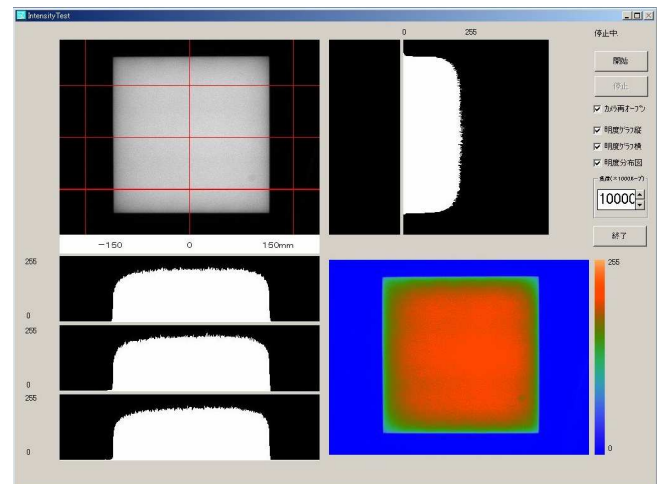 IntensityTest
0 255
停止中
開始
停止
カメラ再オープン
明度グラフ縦
明度グラフ横
明度分布図
10000
終了
-150 0 150mm
255
0
255
0
255
0
255
0